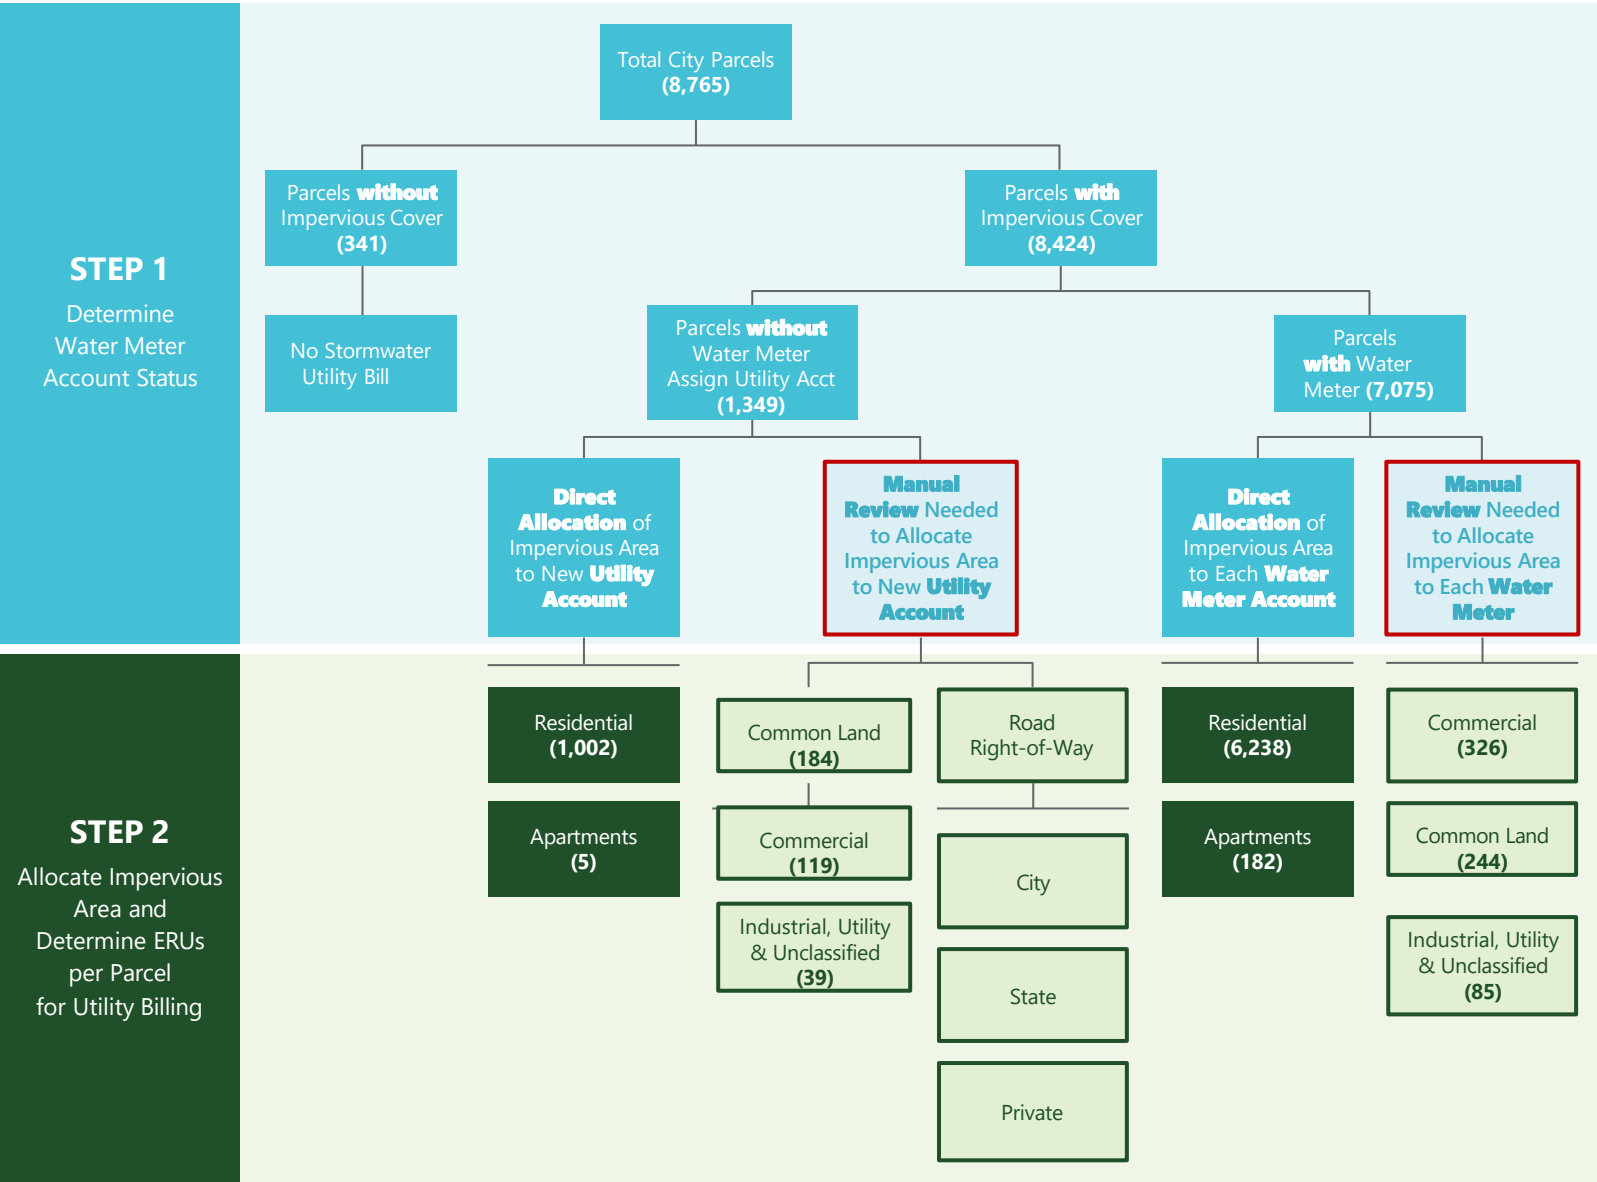 Total City Parcels
(8,765)
Parcels without
Impervious Cover
(341)
Parcels with
Impervious Cover
(8,424)
STEP 1
Determine
Water Meter
Account Status
No Stormwater
Utility Bill
Parcels without
Water Meter
Assign Utility Acct
(1,349)
Parcels
with Water
Meter (7,075)
Direct
Allocation of
Impervious Area
to New Utility
Account
Manual
Review Needed
to Allocate
Impervious Area
to New Utility
Account
Direct
Allocation of
Impervious Area
to Each Water
Meter Account
Manual
Review Needed
to Allocate
Impervious Area
to Each Water
Meter
STEP 2
Allocate Impervious
Area and
Determine ERUs
per Parcel
for Utility Billing
Residential
(1,002)
Apartments
(5)
Common Land
(184)
Commercial
(119)
Industrial, Utility
& Unclassified
(39)
Road
Right-of-Way
City
State
Private
Residential
(6,238)
Apartments
(182)
Commercial
(326)
Common Land
(244)
Industrial, Utility
& Unclassified
(85)